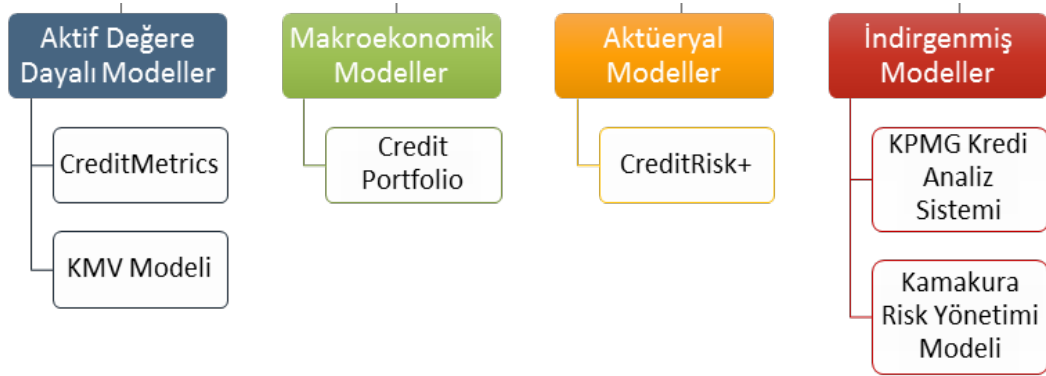 Aktif Değere
Dayalı Modeller
CreditMetrics
KMV Modeli
Makroekonomik
Modeller
Credit
Portfolio
Aktüeryal
Modeller
CreditRisk+
İndirgenmiş
Modeller
KPMG Kredi
Analiz
Sistemi
Kamakura
Risk Yönetimi
Modeli